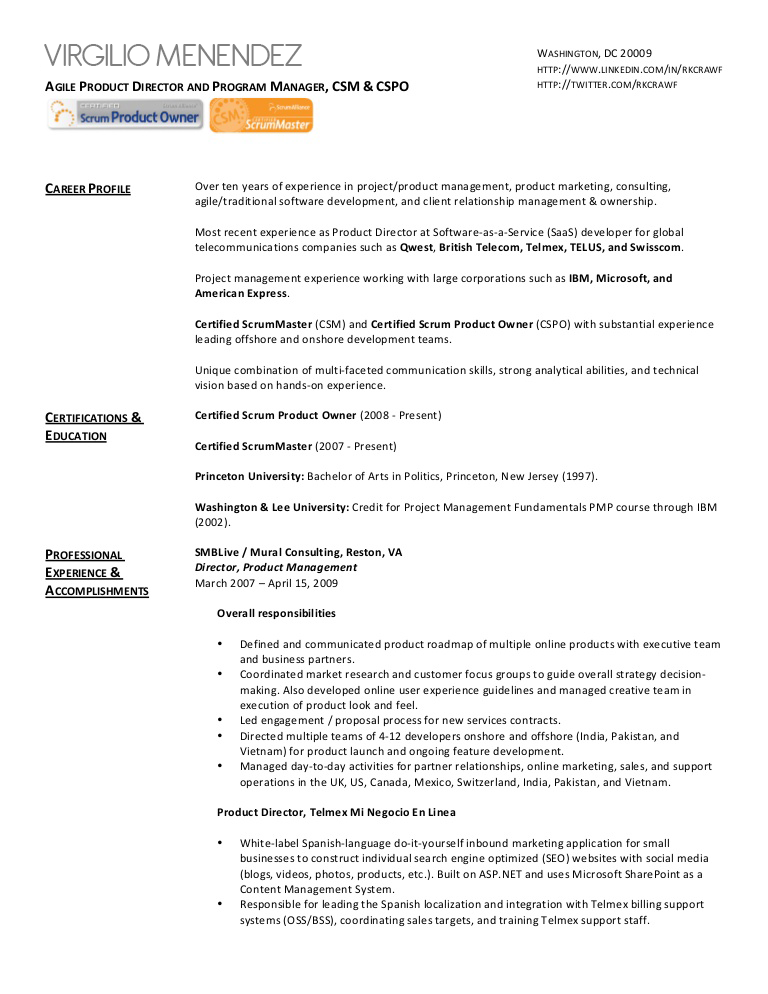 VIRGILIO MENENDEZ
WASHINGTON, DC 20009
HTTP://WWW.LINKEDIN.COM/IN/RKCRAWF
HTTP://TWITTER.COM/RKCRAWF
AGILE PRODUCT DIRECTOR AND PROGRAM MANAGER, CSM & CSPO
CERTIFIED ScrumAlliance
Scrum Product Owner
CSM ScrumAlliance
ScrumMaster
CAREER PROFILE
Over ten years of experience in project/product management, product marketing, consulting,
agile/traditional software development, and client relationship management & ownership.
Most recent experience as Product Director at Software-as-a-Service (SaaS) developer for global
telecommunications companies such as Qwest, British Telecom, Telmex, TELUS, and Swisscom.
Project management experience working with large corporations such as IBM, Microsoft, and
American Express.
Certified ScrumMaster (CSM) and Certified Scrum Product Owner (CSPO) with substantial experience
leading offshore and onshore development teams.
Unique combination of multi-faceted communication skills, strong analytical abilities, and technical
vision based on hands-on experience.
CERTIFICATIONS &
EDUCATION
Certified Scrum Product Owner (2008 - Present)
Certified ScrumMaster (2007 - Present)
Princeton University: Bachelor of Arts in Politics, Princeton, New Jersey (1997).
Washington & Lee University: Credit for Project Management Fundamentals PMP course through IBM
(2002).
PROFESSIONAL
EXPERIENCE &
ACCOMPLISHMENTS
SMBLive / Mural Consulting, Reston, VA
Director, Product Management
March 2007 – April 15, 2009
Overall responsibilities
• Defined and communicated product roadmap of multiple online products with executive team
and business partners.
• Coordinated market research and customer focus groups to guide overall strategy decision-
making. Also developed online user experience guidelines and managed creative team in
execution of product look and feel.
• Led engagement / proposal process for new services contracts.
• Directed multiple teams of 4-12 developers onshore and offshore (India, Pakistan, and
Vietnam) for product launch and ongoing feature development.
• Managed day-to-day activities for partner relationships, online marketing, sales, and support
operations in the UK, US, Canada, Mexico, Switzerland, India, Pakistan, and Vietnam.
Product Director, Telmex Mi Negocio En Linea
• White-label Spanish-language do-it-yourself inbound marketing application for small
businesses to construct individual search engine optimized (SEO) websites with social media
(blogs, videos, photos, products, etc.). Built on ASP.NET and uses Microsoft SharePoint as a
Content Management System.
• Responsible for leading the Spanish localization and integration with Telmex billing support
systems (OSS/BSS), coordinating sales targets, and training Telmex support staff.